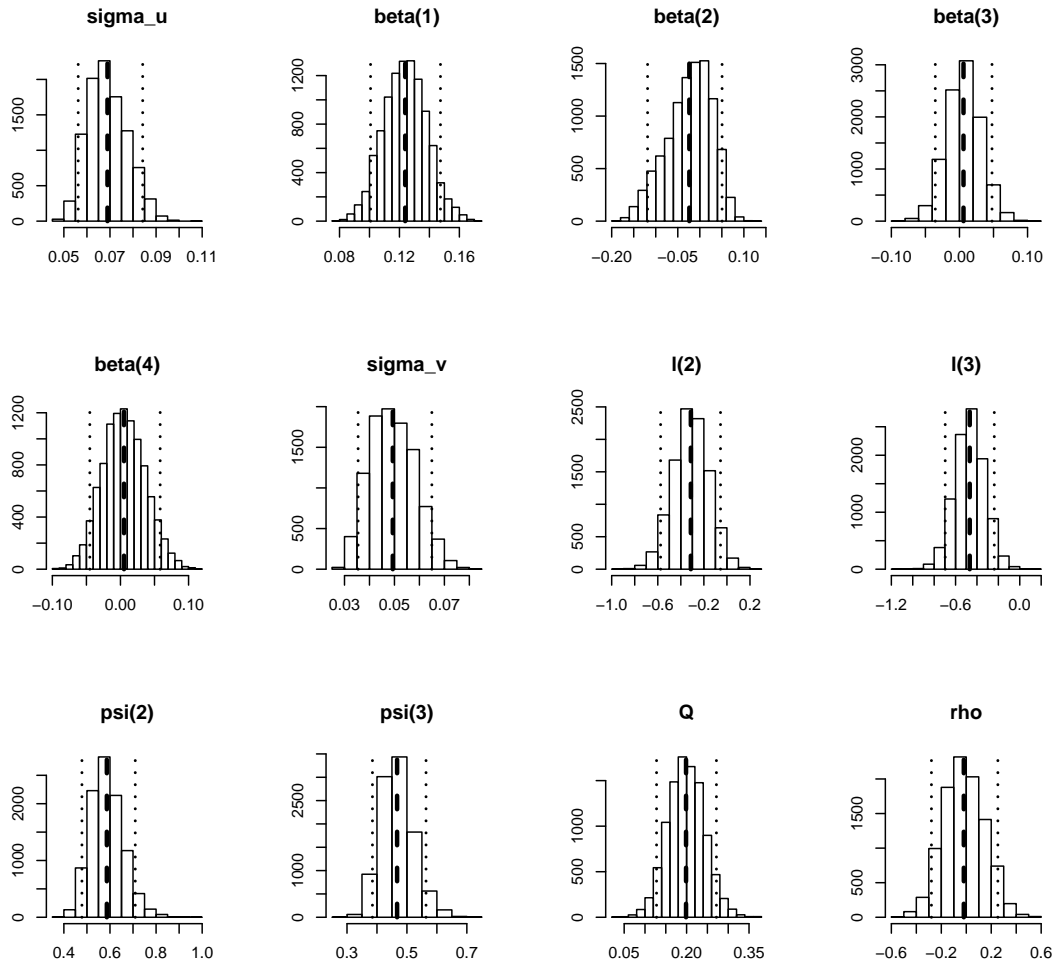 sigma_u
0 500 1500
0.05 0.07 0.09 0.11
beta(1)
0 400 800 1200
0.08 0.12 0.16
beta(2)
0 500 1000 1500
−0.20 −0.05 0.10
beta(3)
0 1000 2000 3000
−0.10 0.00 0.10
beta(4)
0 400 800 1200
−0.10 0.00 0.10
sigma_v
0 500 1500
0.03 0.05 0.07
l(2)
0 500 1500 2500
−1.0 −0.6 −0.2 0.2
l(3)
0 1000 2000
−1.2 −0.6 0.0
psi(2)
0 1000 2000
0.4 0.6 0.8 1.0
psi(3)
0 1000 3000
0.3 0.5 0.7
Q
0 500 1000 1500
0.05 0.20 0.35
rho
0 500 1500
−0.6 −0.2 0.2 0.6